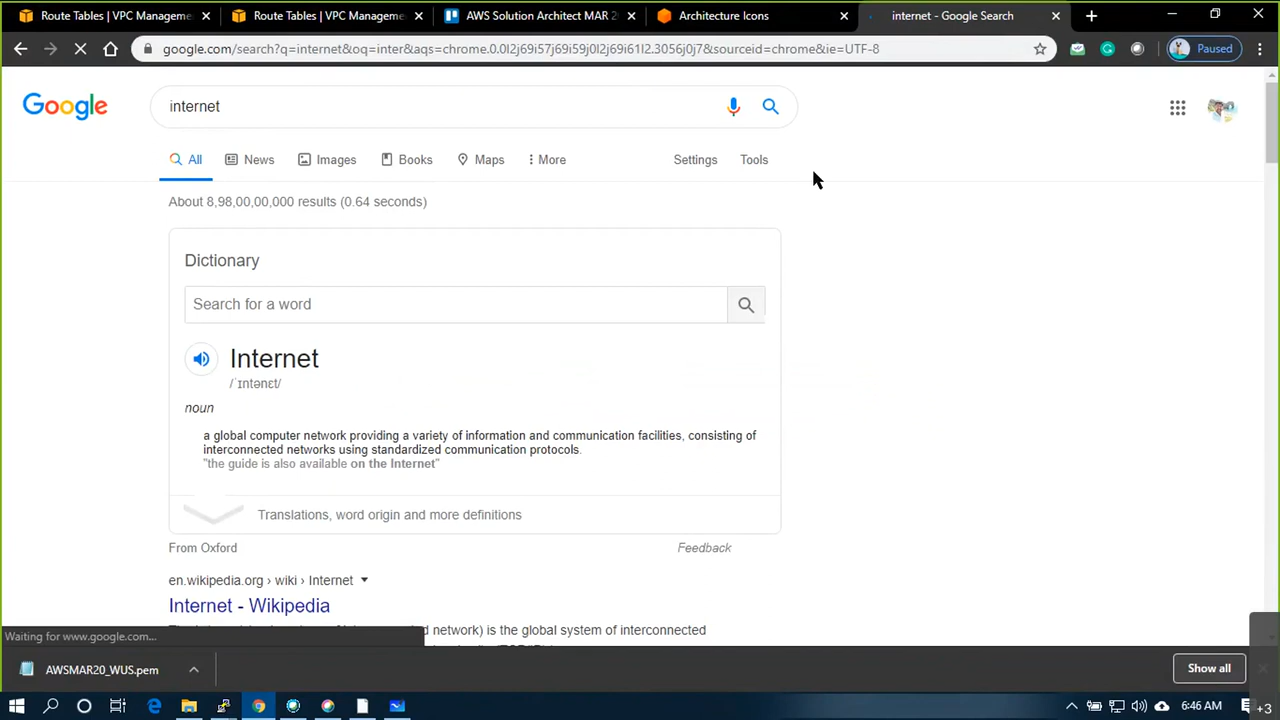 Route Tables | VPC Manageme
Route Tables | VPC Manageme
AWS Solution Architect MAR 20
Architecture Icons
internet - Google Search
google.com/search?q=internet&oq=inter&aqs=chrome.0.0l2j69i57j69i59j0l2j69i61l2.3056j0j7&sourceid=chrome&ie=UTF-8
Paused
Google
internet
All
News
Images
Books
Maps
More
Settings
Tools
About 8,98,00,00,000 results (0.64 seconds)
Dictionary
Search for a word
Internet
/ˈɪntənɛt/
noun
a global computer network providing a variety of information and communication facilities, consisting of
interconnected networks using standardized communication protocols.
"the guide is also available on the Internet"
Translations, word origin and more definitions
From Oxford
Feedback
en.wikipedia.org › wiki › Internet
Internet - Wikipedia
network) is the global system of interconnected
Waiting for www.google.com...
AWSMAR20_WUS.pem
Show all
6:46 AM
+3